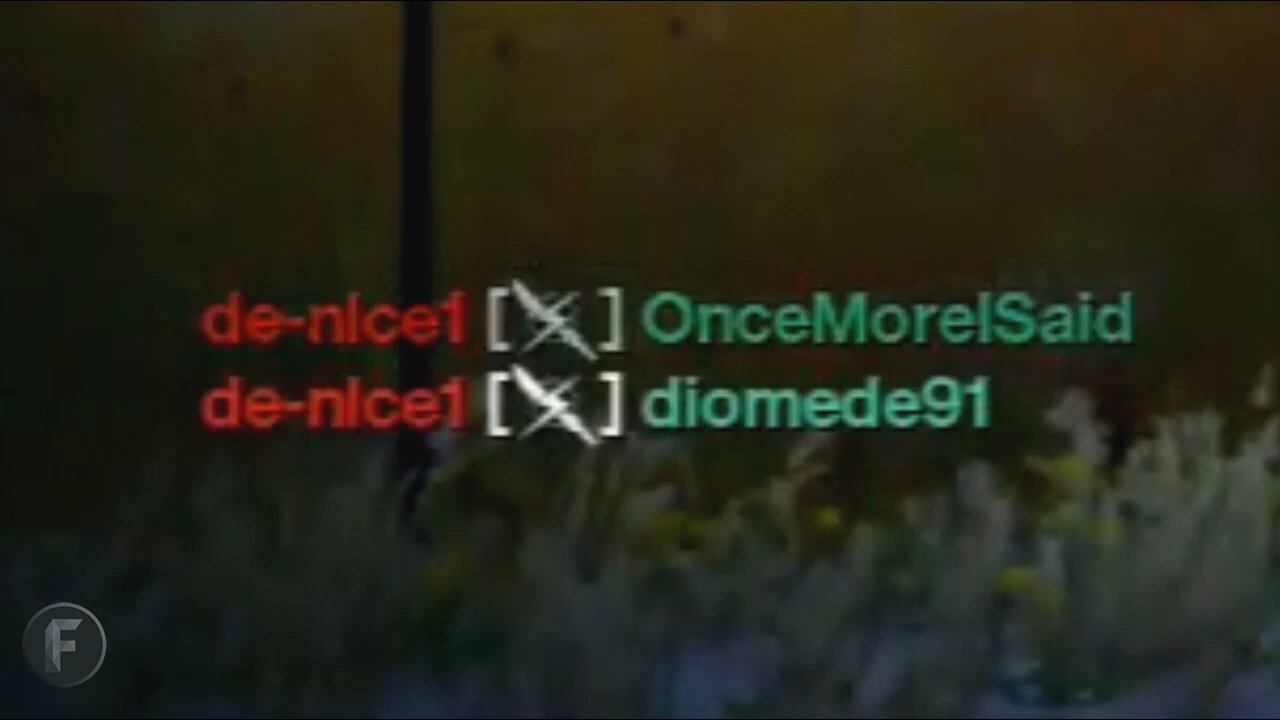 de-nIce1 [ ] OnceMoreISaid
de-nIce1 [ ] diomede91
F